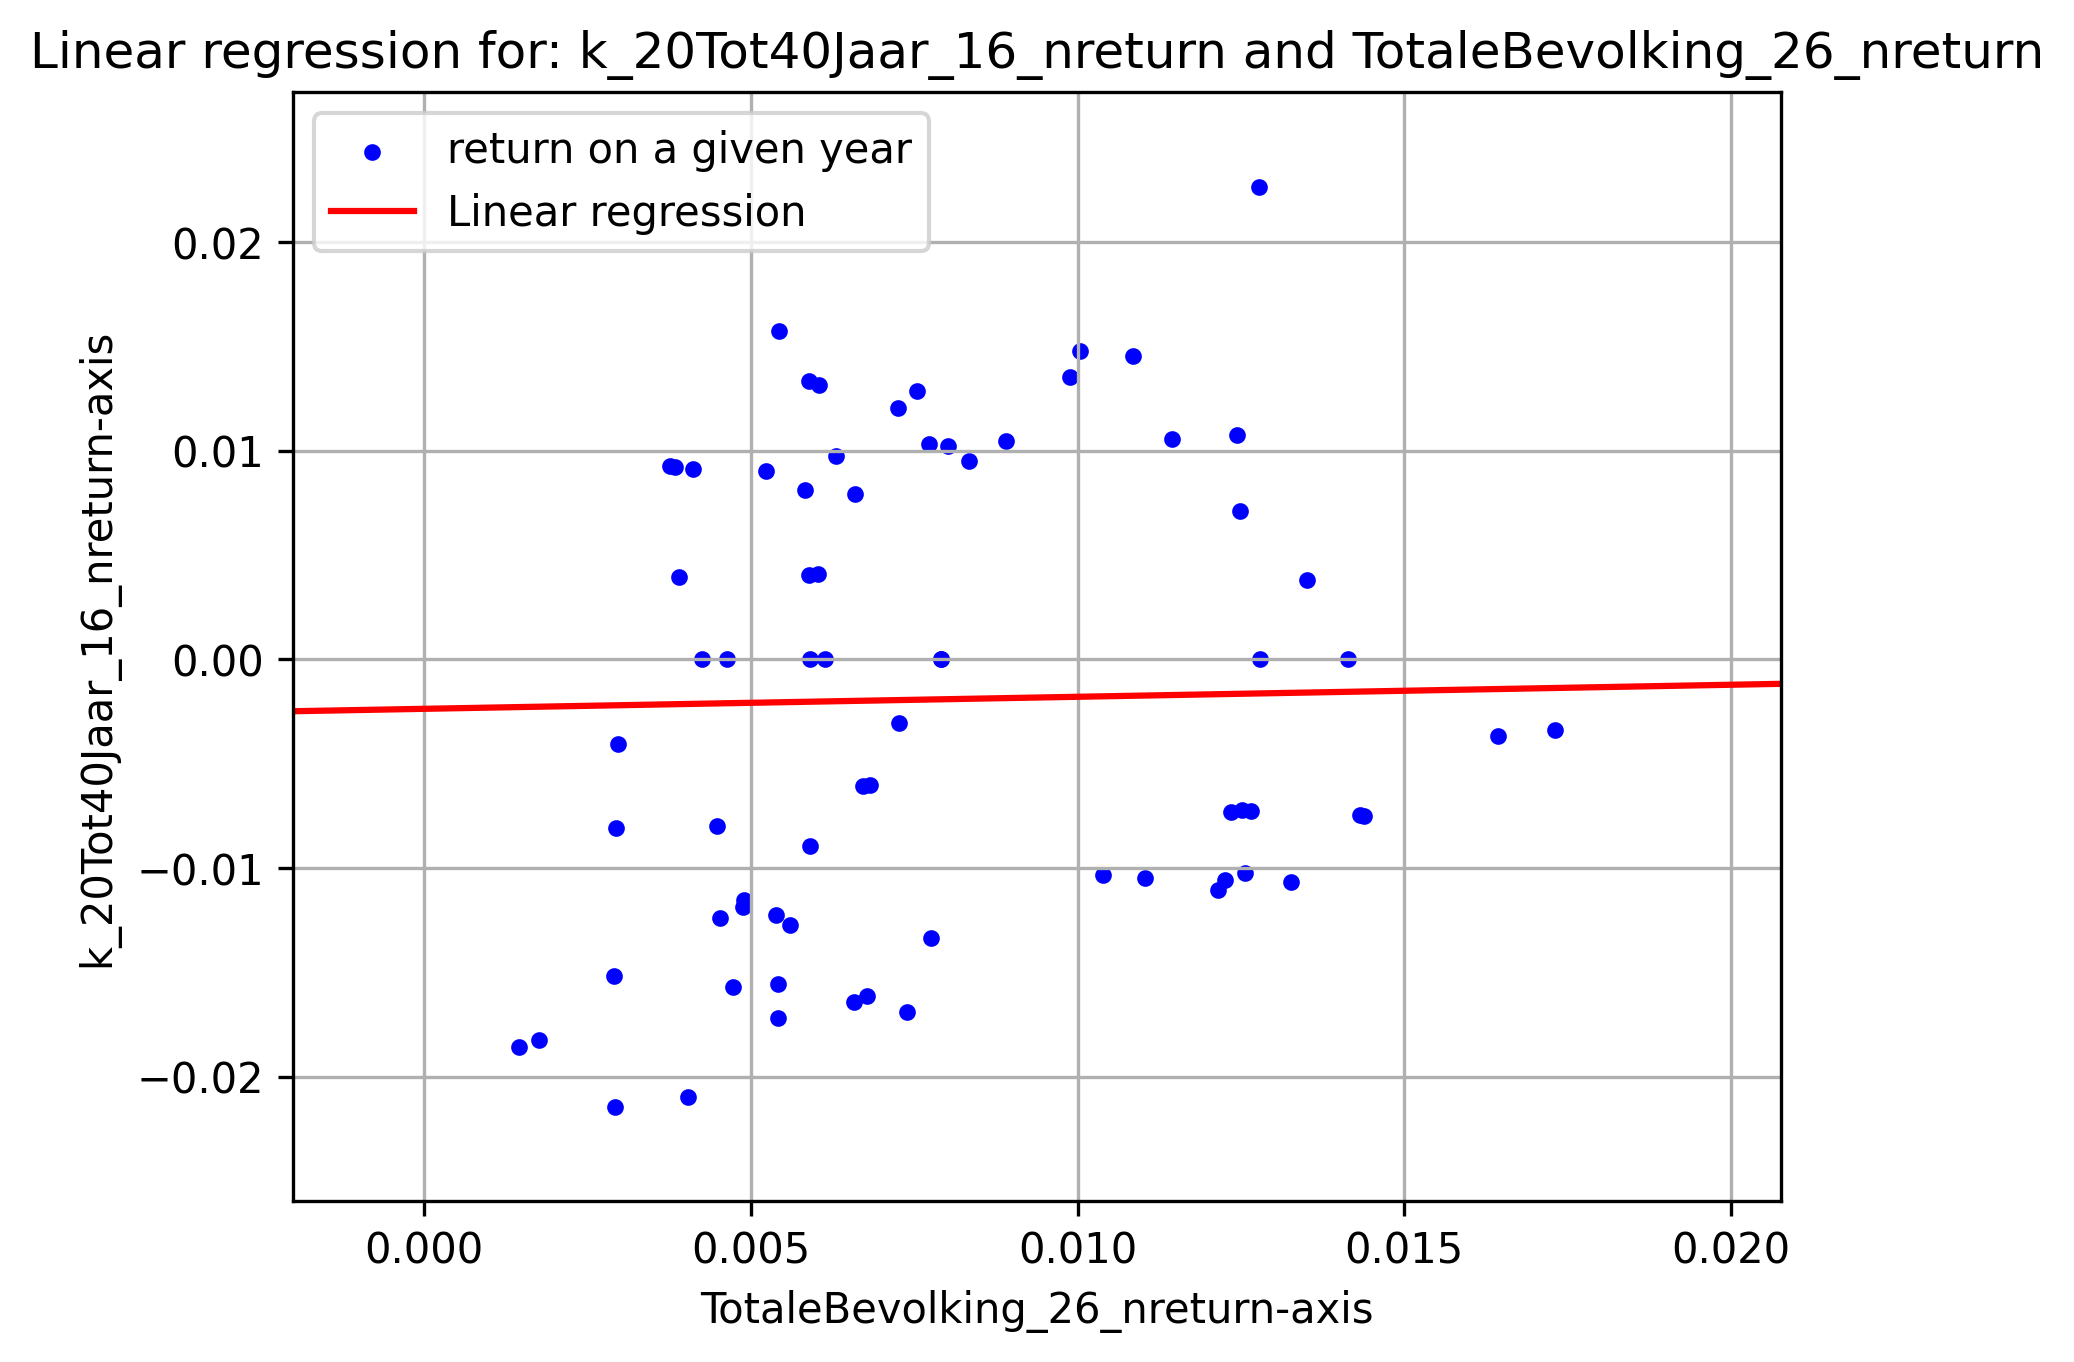 Linear regression for: k_20Tot40Jaar_16_nreturn and TotaleBevolking_26_nreturn
return on a given year
Linear regression
k_20Tot40Jaar_16_nreturn-axis
0.02
0.01
0.00
−0.01
−0.02
0.000 0.005 0.010 0.015 0.020
TotaleBevolking_26_nreturn-axis